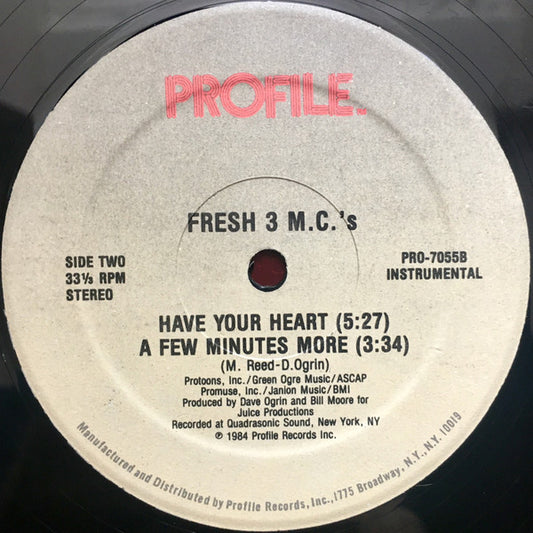 PROFILE.
FRESH 3 M.C.'s
SIDE TWO
33⅓ RPM
STEREO
PRO-7055B
INSTRUMENTAL
HAVE YOUR HEART (5:27)
A FEW MINUTES MORE (3:34)
(M. Reed-D.Ogrin)
Protoons, Inc./Green Ogre Music/ASCAP
Promuse, Inc./Janion Music/BMI
Produced by Dave Ogrin and Bill Moore for
Juice Productions
Recorded at Quadrasonic Sound, New York, NY
℗ 1984 Profile Records Inc.
Manufactured and Distributed by Profile Records, Inc., 1775 Broadway, N.Y., N.Y. 10019